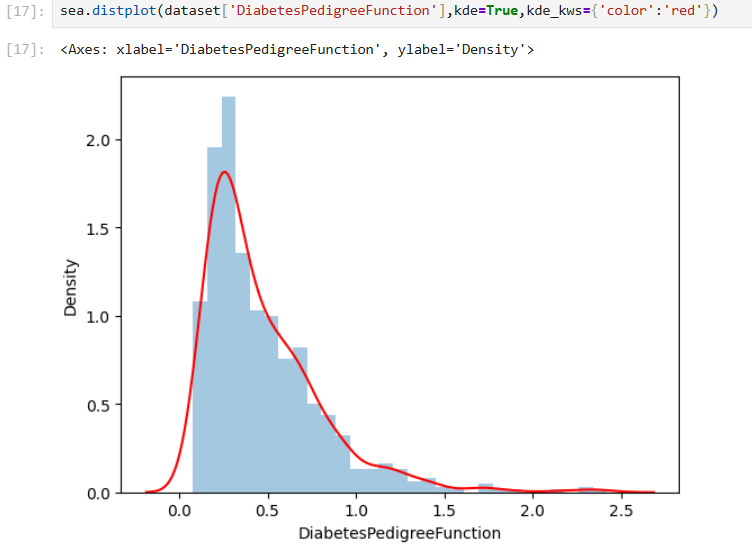 [17]: sea.distplot(dataset['DiabetesPedigreeFunction'],kde=True,kde_kws={'color':'red'})
[17]: <Axes: xlabel='DiabetesPedigreeFunction', ylabel='Density'>
2.0
1.5
1.0
0.5
0.0
Density
0.0 0.5 1.0 1.5 2.0 2.5
DiabetesPedigreeFunction